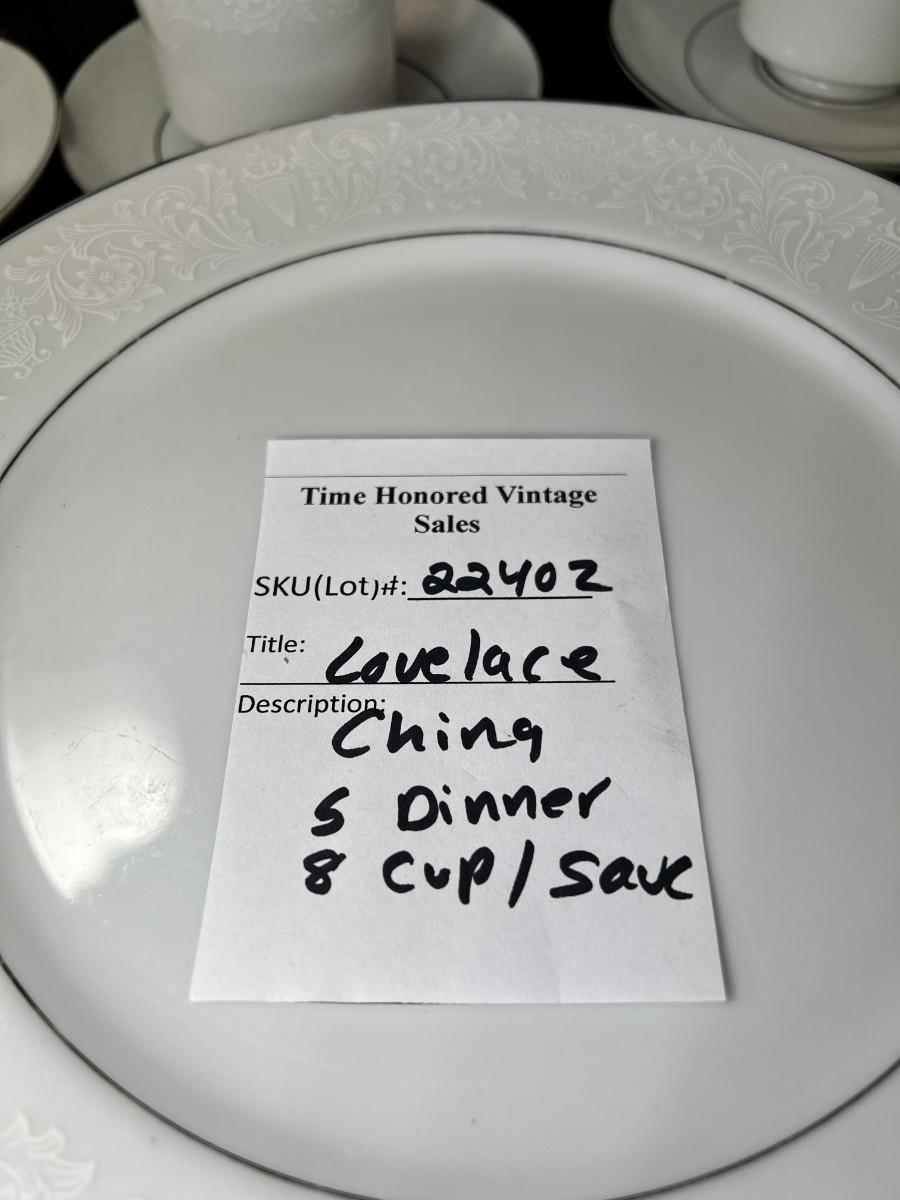 Time Honored Vintage
Sales
SKU(Lot)#: 22402
Title: Lovelace
Description:
China
5 Dinner
8 Cup/Sauc